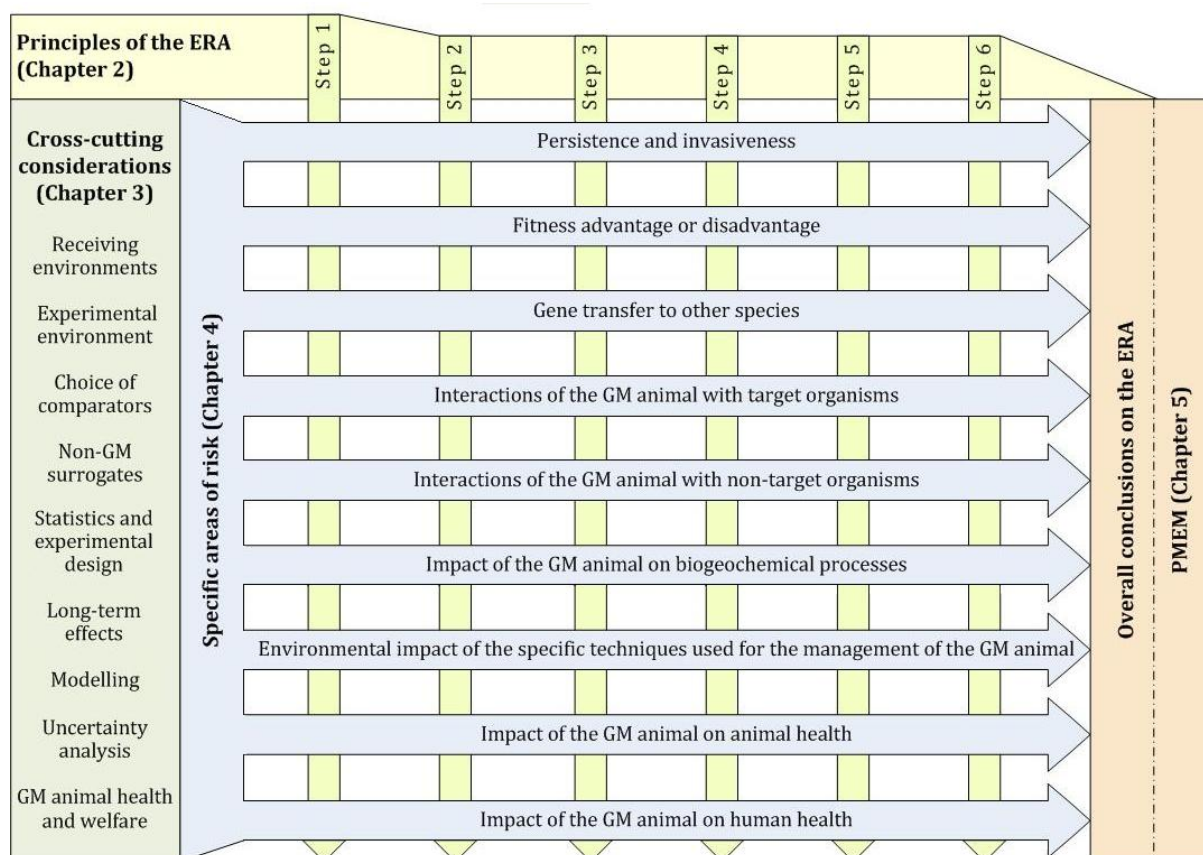 Principles of the ERA
(Chapter 2)
Step 1
Step 2
Step 3
Step 4
Step 5
Step 6
Cross-cutting
considerations
(Chapter 3)
Receiving
environments
Experimental
environment
Choice of
comparators
Non-GM
surrogates
Statistics and
experimental
design
Long-term
effects
Modelling
Uncertainty
analysis
GM animal health
and welfare
Specific areas of risk (Chapter 4)
Persistence and invasiveness
Fitness advantage or disadvantage
Gene transfer to other species
Interactions of the GM animal with target organisms
Interactions of the GM animal with non-target organisms
Impact of the GM animal on biogeochemical processes
Environmental impact of the specific techniques used for the management of the GM animal
Impact of the GM animal on animal health
Impact of the GM animal on human health
Overall conclusions on the ERA
PMEM (Chapter 5)